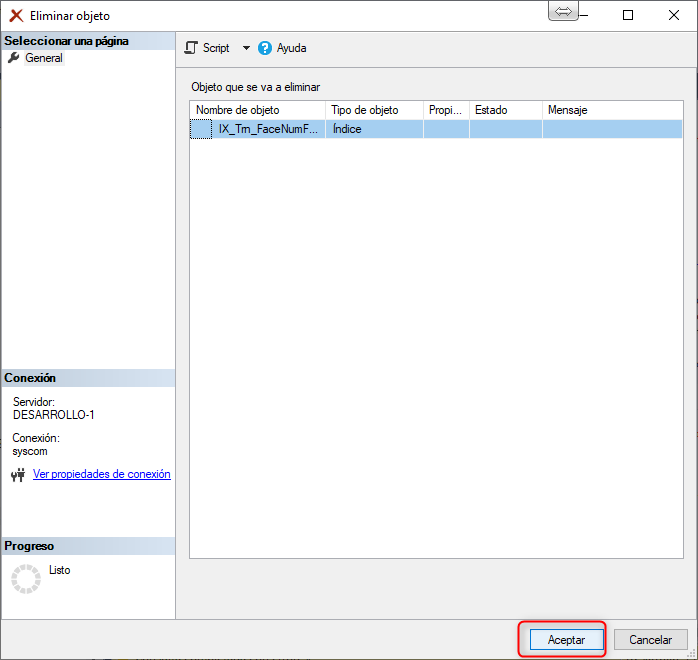 Eliminar objeto
Seleccionar una página
General
Script
Ayuda
Objeto que se va a eliminar
Nombre de objeto Tipo de objeto Propi... Estado Mensaje
IX_Trn_FaceNumF... Índice
Conexión
Servidor:
DESARROLLO-1
Conexión:
syscom
Ver propiedades de conexión
Progreso
Listo
Aceptar Cancelar